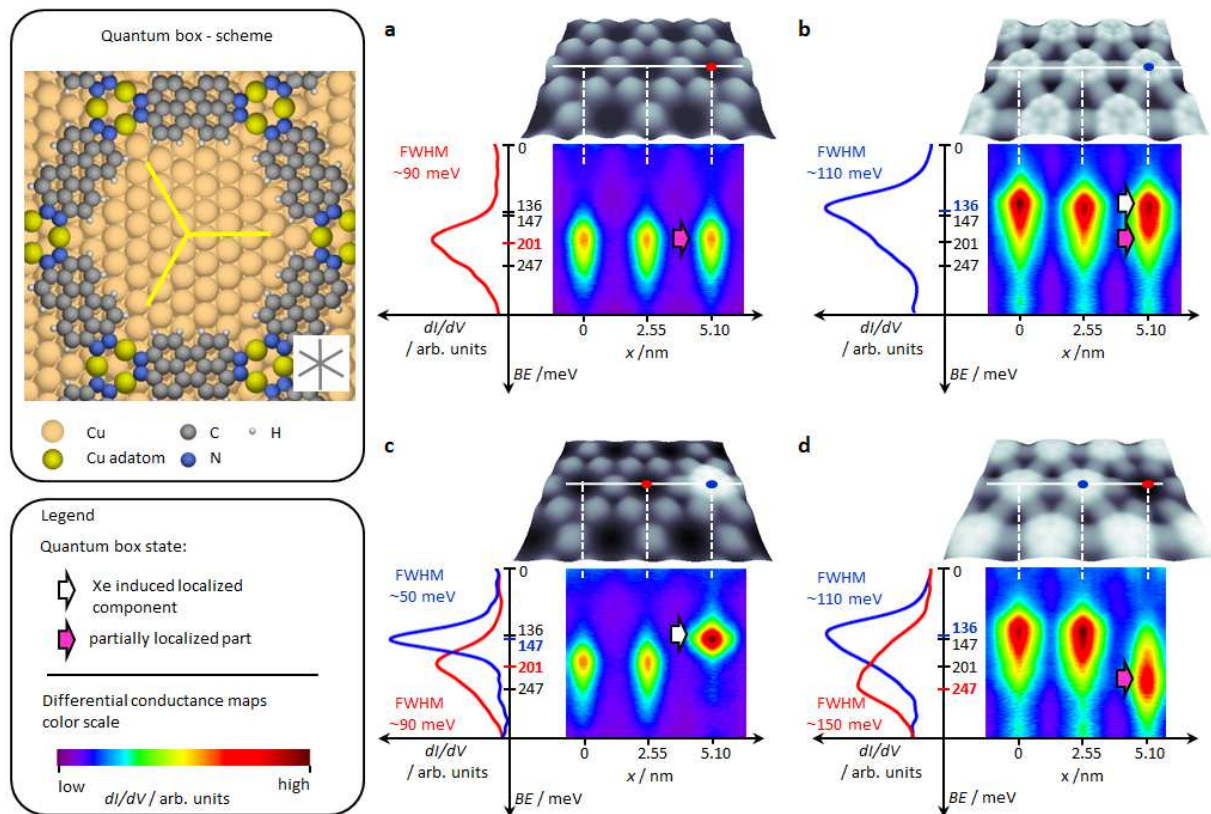 Quantum box - scheme
Cu
C
H
Cu adatom
N
Legend
Quantum box state:
Xe induced localized
component
partially localized part
Differential conductance maps
color scale
low
high
dI/dV / arb. units
a
FWHM
~90 meV
0
136
147
201
247
dI/dV
/ arb. units
0
2.55
5.10
x /nm
BE / meV
b
FWHM
~110 meV
0
136
147
201
247
dI/dV
/ arb. units
0
2.55
5.10
x /nm
BE / meV
c
FWHM
~50 meV
0
136
147
201
247
FWHM
~90 meV
dI/dV
/ arb. units
0
2.55
5.10
x /nm
BE / meV
d
FWHM
~110 meV
0
136
147
201
247
FWHM
~150 meV
dI/dV
/ arb. units
0
2.55
5.10
x /nm
BE / meV